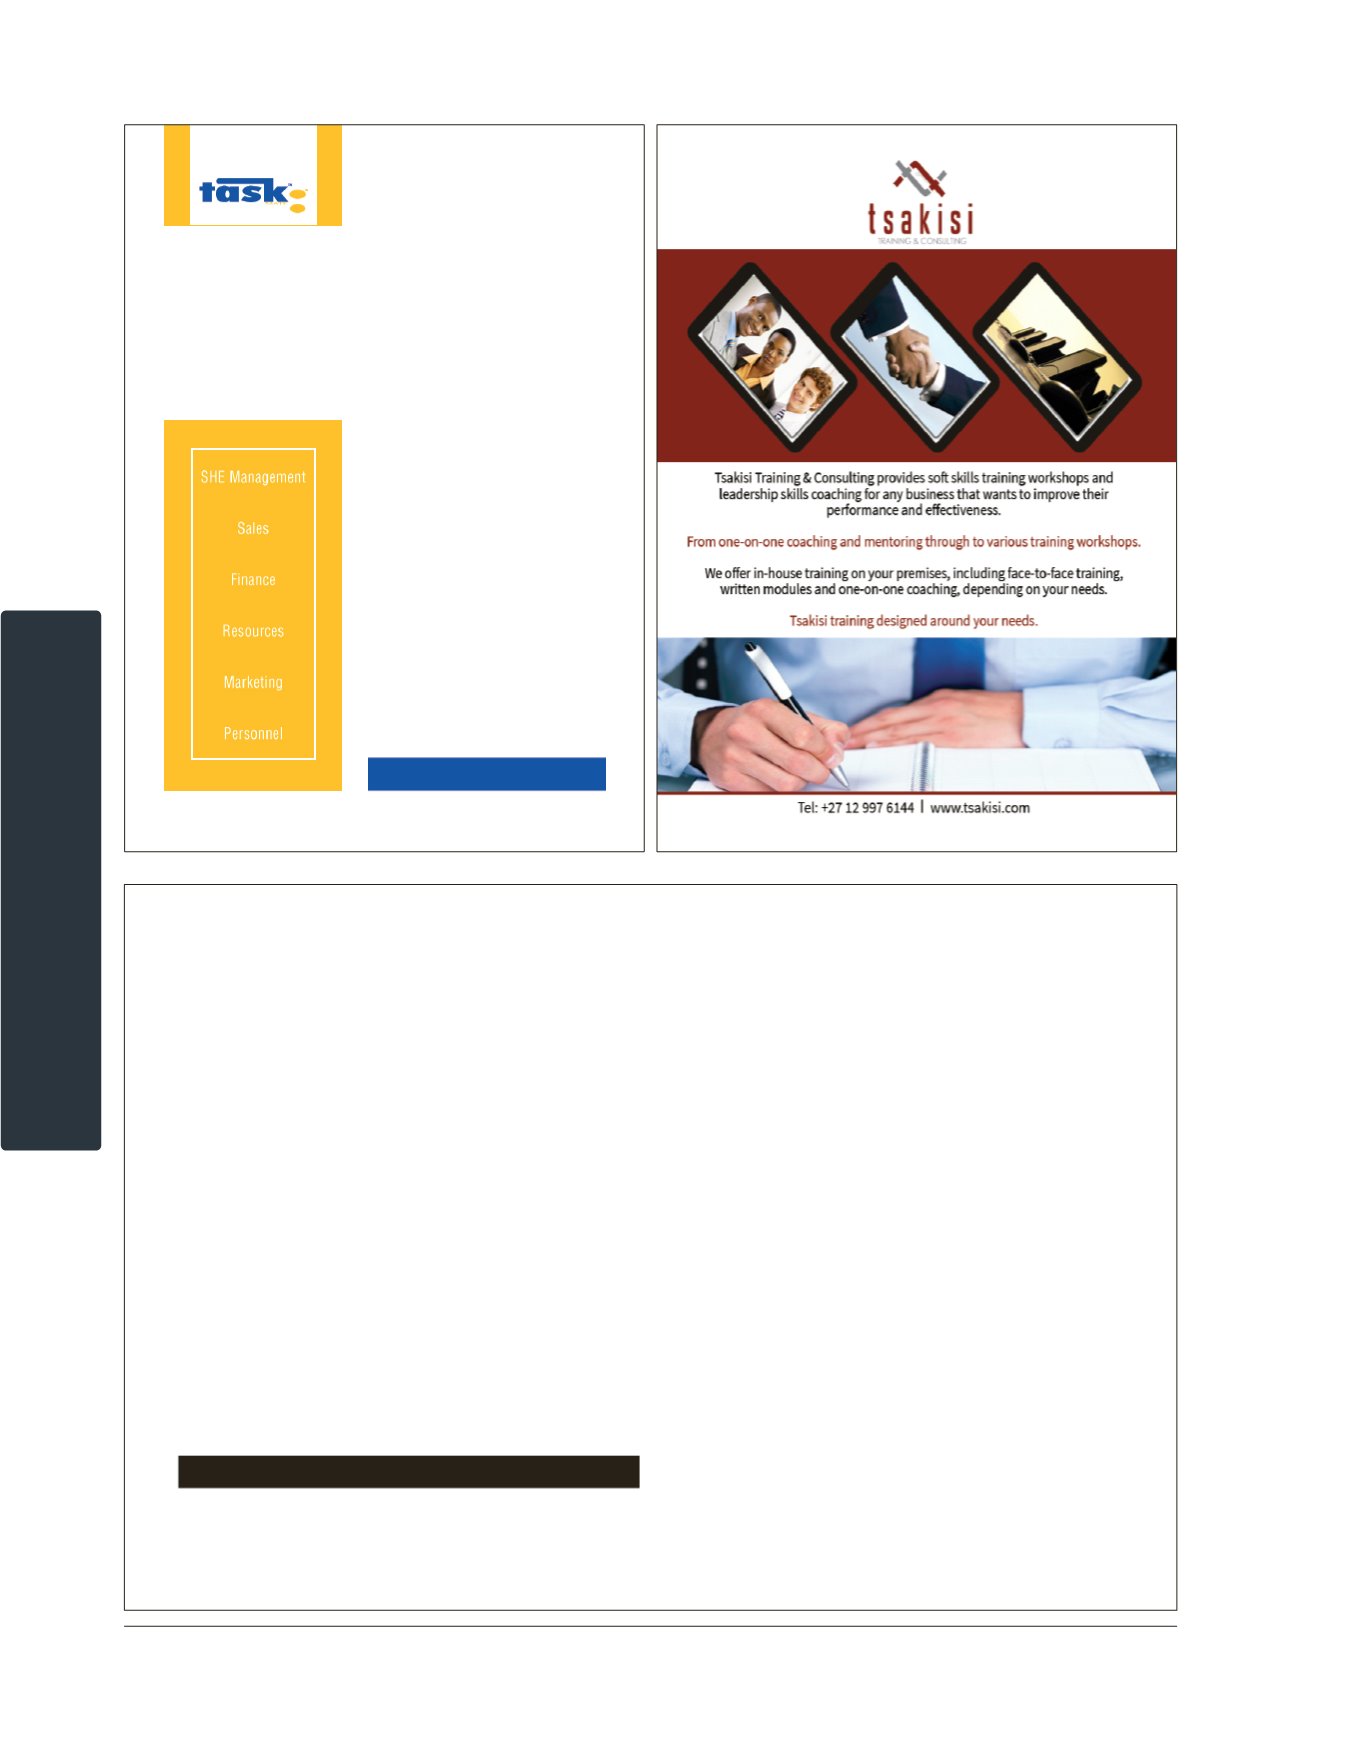 task
SHE Management
Sales
Finance
Resources
Marketing
Personnel
tsakisi
TRAINING & CONSULTING
Tsakisi Training & Consulting provides soft skills training workshops and
leadership skills coaching for any business that wants to improve their
performance and effectiveness.
From one-on-one coaching and mentoring through to various training workshops.
We offer in-house training on your premises, including face-to-face training,
written modules and one-on-one coaching, depending on your needs.
Tsakisi training designed around your needs.
Tel: +27 12 997 6144 | www.tsakisi.com